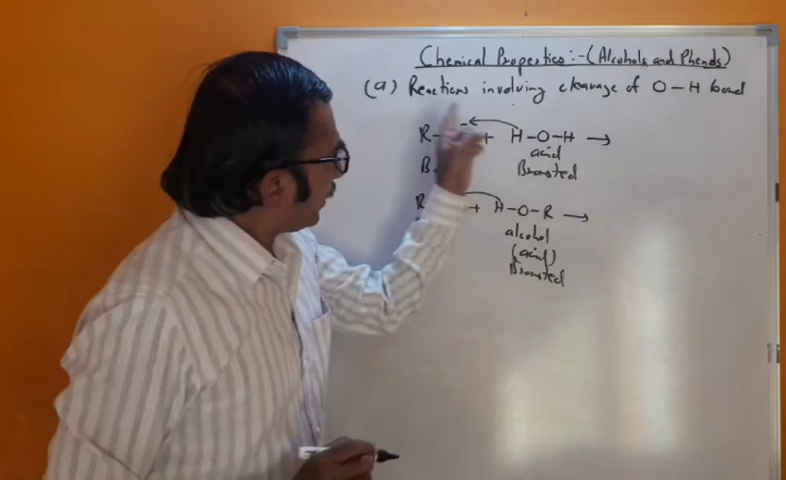 Chemical Properties :- (Alcohols and Phenols)
(a) Reactions involving cleavage of O-H bond
R- - + H-O-H →
acid
B. Bronsted
R + H-O-R →
alcohol
(acid)
Bronsted